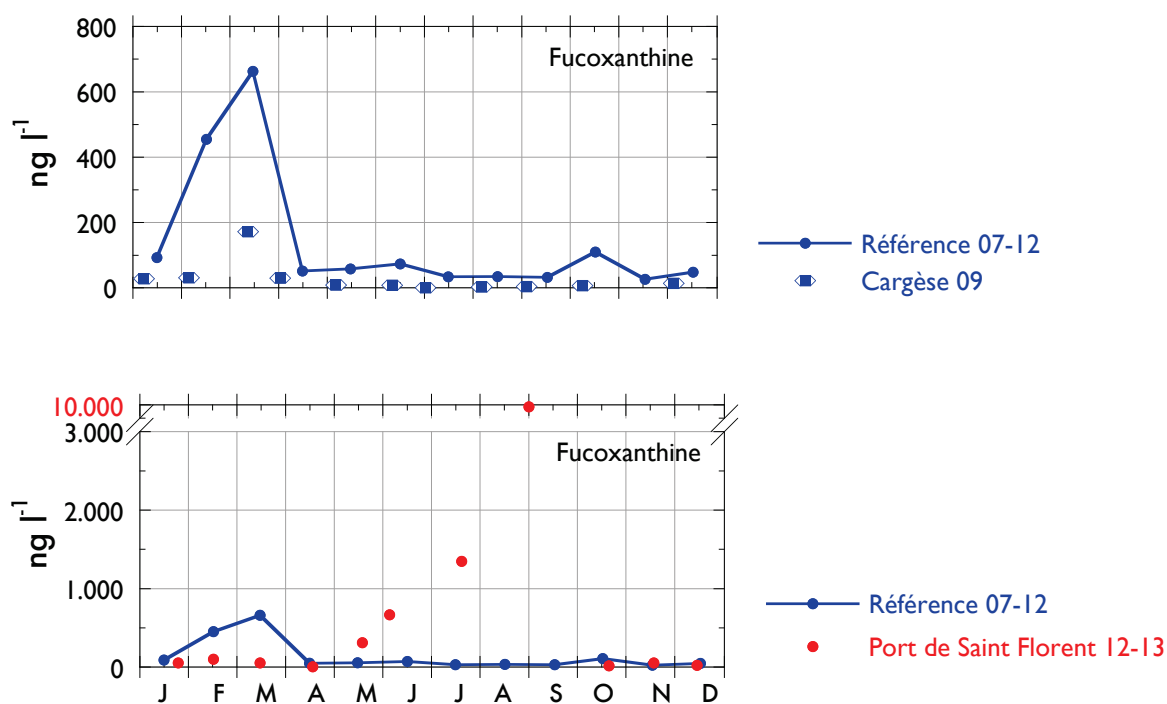 800
Fucoxanthine
600
ng l-1
400
200
0
Référence 07-12
Cargèse 09
10.000
3.000
Fucoxanthine
ng l-1
2.000
1.000
0
Référence 07-12
Port de Saint Florent 12-13
J F M A M J J A S O N D